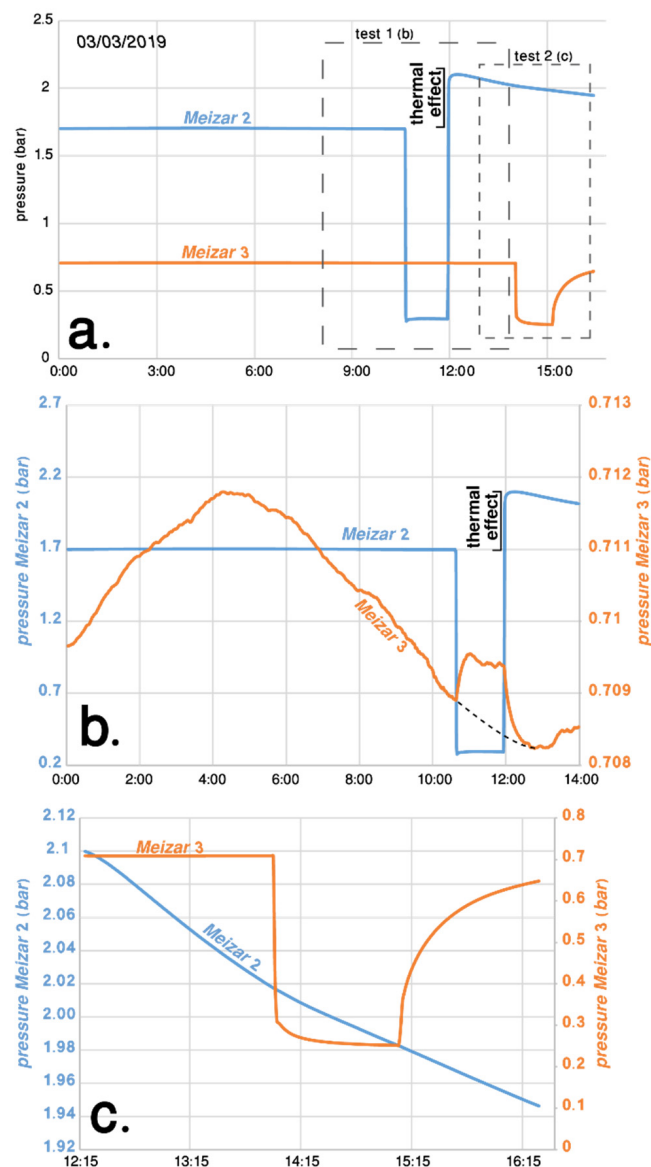 03/03/2019
test 1 (b)
test 2 (c)
2.5
2
1.5
1
0.5
0
pressure (bar)
Meizar 2
thermal
effect
Meizar 3
a.
0:00
3:00
6:00
9:00
12:00
15:00
2.7
2.2
1.7
1.2
0.7
0.2
pressure Meizar 2 (bar)
0.713
0.712
0.711
0.71
0.709
0.708
pressure Meizar 3 (bar)
Meizar 2
thermal
effect
Meizar 3
b.
0:00
2:00
4:00
6:00
8:00
10:00
12:00
14:00
2.12
2.1
2.08
2.06
2.04
2.02
2.00
1.98
1.96
1.94
1.92
pressure Meizar 2 (bar)
0.8
0.7
0.6
0.5
0.4
0.3
0.2
0.1
0
pressure Meizar 3 (bar)
Meizar 3
Meizar 2
c.
12:15
13:15
14:15
15:15
16:15